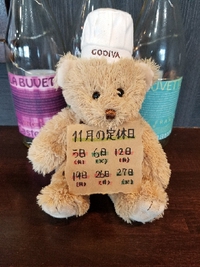 GODIVA
LA BUVET
UVETT
11月の定休日
5日 6日 12日
(火) (水) (火)
19日 26日 27日
(火) (火) (水)